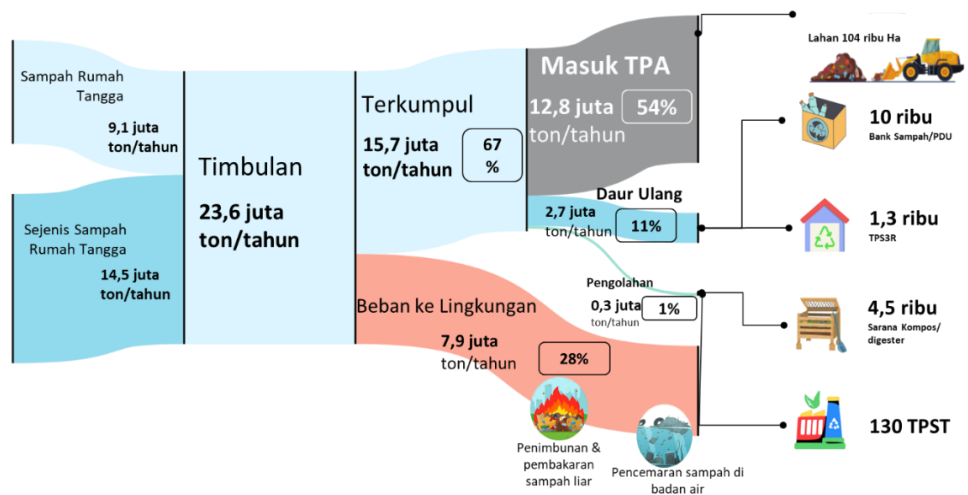 Sampah Rumah
Tangga
9,1 juta
ton/tahun
Sejenis Sampah
Rumah Tangga
14,5 juta
ton/tahun
Timbulan
23,6 juta
ton/tahun
Terkumpul
15,7 juta
ton/tahun
67
%
Beban ke Lingkungan
7,9 juta
ton/tahun
28%
Penimbunan &
pembakaran
sampah liar
Pencemaran sampah di
badan air
Masuk TPA
12,8 juta
ton/tahun
54%
Daur Ulang
2,7 juta
ton/tahun
11%
Pengolahan
0,3 juta
ton/tahun
1%
Lahan 104 ribu Ha
10 ribu
Bank Sampah/PDU
1,3 ribu
TPS3R
4,5 ribu
Sarana Kompos/
digester
130 TPST